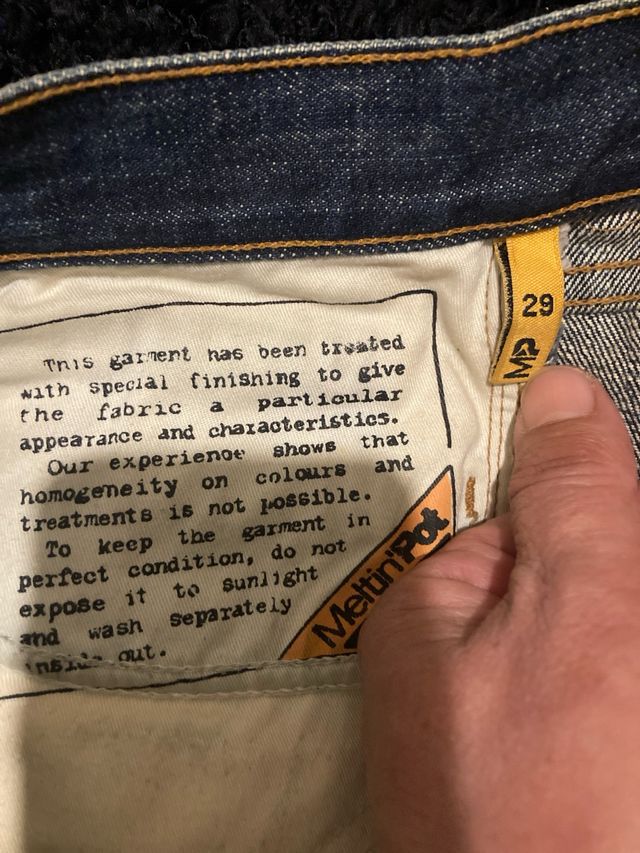 This garment has been treated
with special finishing to give
the fabric a particular
appearance and characteristics.
Our experience shows that
homogeneity on colours and
treatments is not possible.
To keep the garment in
perfect condition, do not
expose it to sunlight
and wash separately
inside out.
Meltin'Pot
29
MP